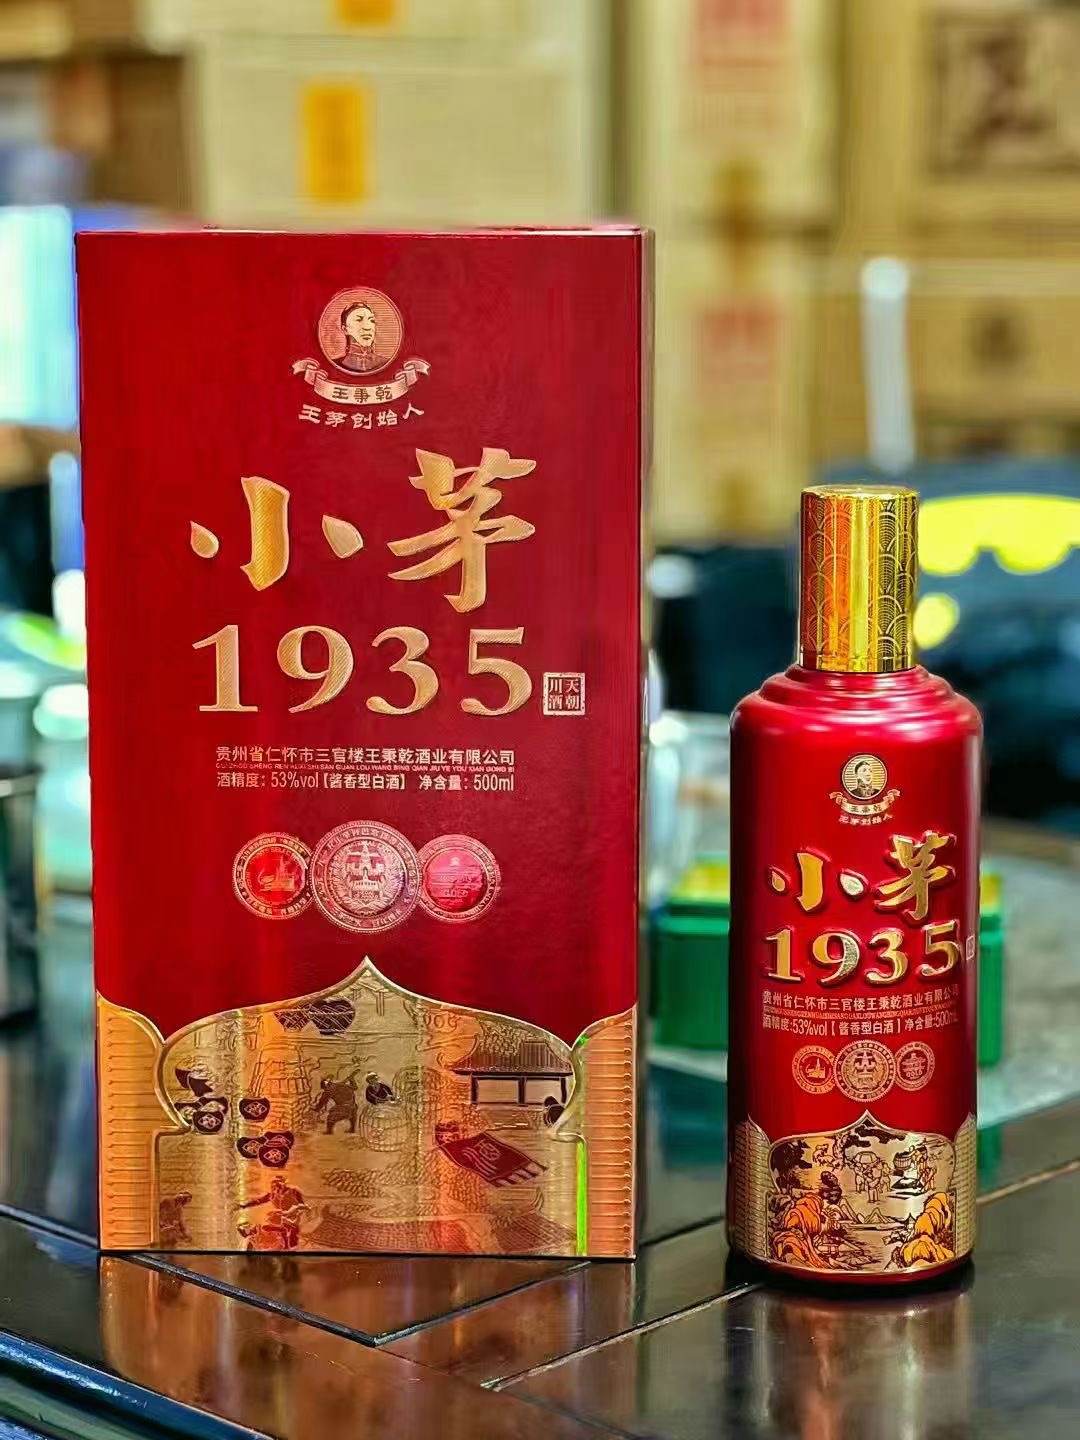 王秉乾
王茅创始人
小茅
1935
天朝
川酒
贵州省仁怀市三官楼王秉乾酒业有限公司
酒精度：53%vol【酱香型白酒】 净含量：500ml
王秉乾
王茅创始人
小茅
1935
贵州省仁怀市三官楼王秉乾酒业有限公司
酒精度:53%vol【酱香型白酒】净含量:500mL